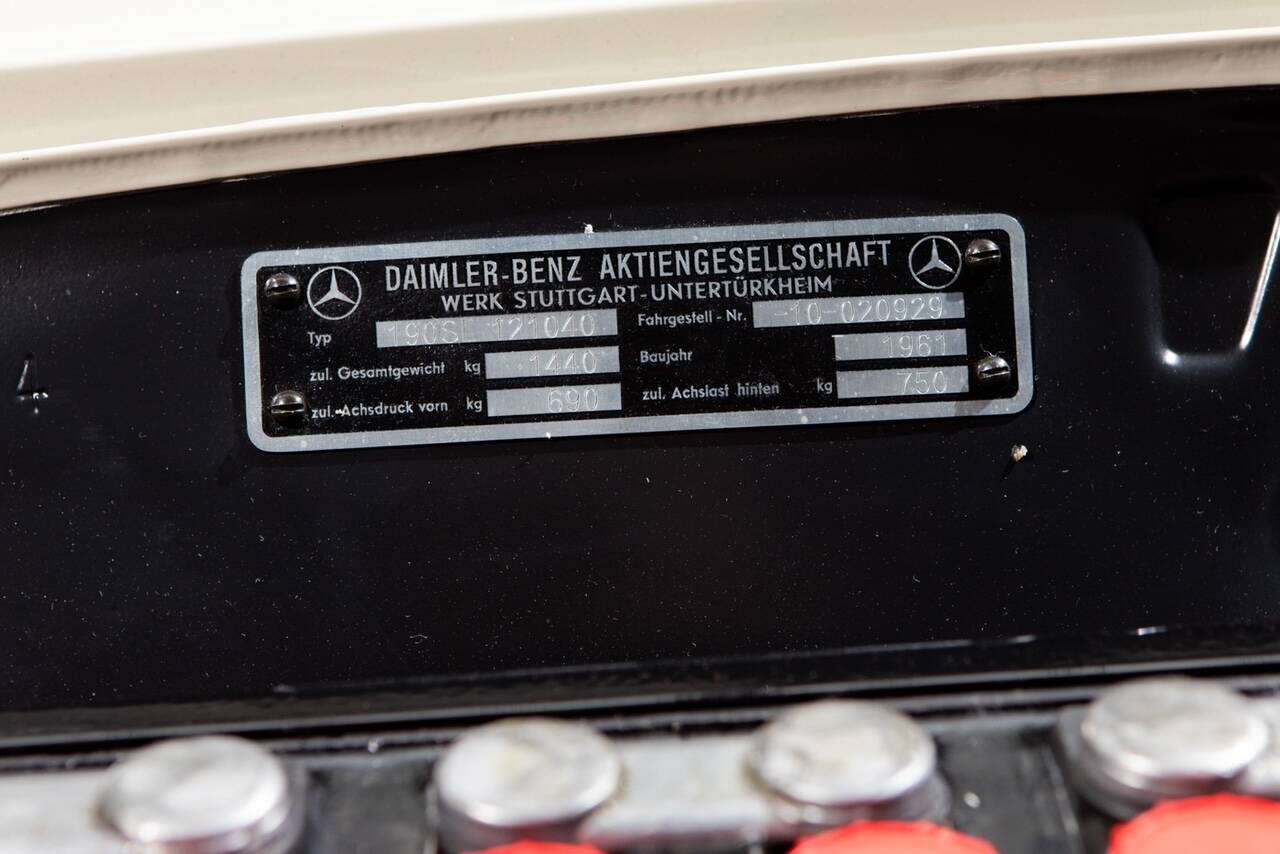 DAIMLER-BENZ AKTIENGESELLSCHAFT
WERK STUTTGART-UNTERTÜRKHEIM
Typ 190SL 121040 Fahrgestell-Nr. -10-020929
zul. Gesamtgewicht kg 1440 Baujahr 1961
zul. Achsdruck vorn kg 690 zul. Achslast hinten kg 750
4